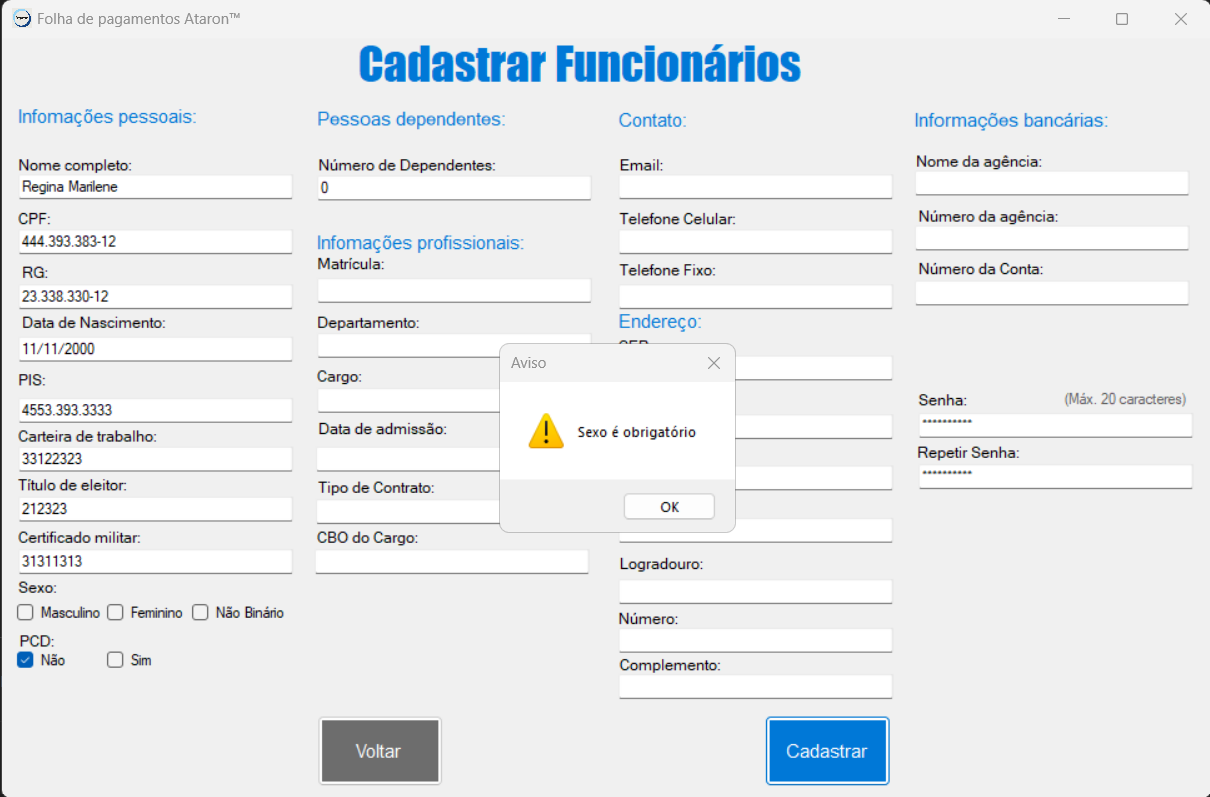 Folha de pagamentos Ataron™
Cadastrar Funcionários
Infomações pessoais:
Nome completo:
Regina Marilene
CPF:
444.393.383-12
RG:
23.338.330-12
Data de Nascimento:
11/11/2000
PIS:
4553.393.3333
Carteira de trabalho:
33122323
Título de eleitor:
212323
Certificado militar:
31311313
Sexo:
Masculino Feminino Não Binário
PCD:
Não Sim
Pessoas dependentes:
Número de Dependentes:
0
Infomações profissionais:
Matrícula:
Departamento:
Cargo:
Data de admissão:
Tipo de Contrato:
CBO do Cargo:
Contato:
Email:
Telefone Celular:
Telefone Fixo:
Endereço:
Logradouro:
Número:
Complemento:
Informações bancárias:
Nome da agência:
Número da agência:
Número da Conta:
Senha: (Máx. 20 caracteres)
**********
Repetir Senha:
**********
Aviso
Sexo é obrigatório
OK
Voltar
Cadastrar